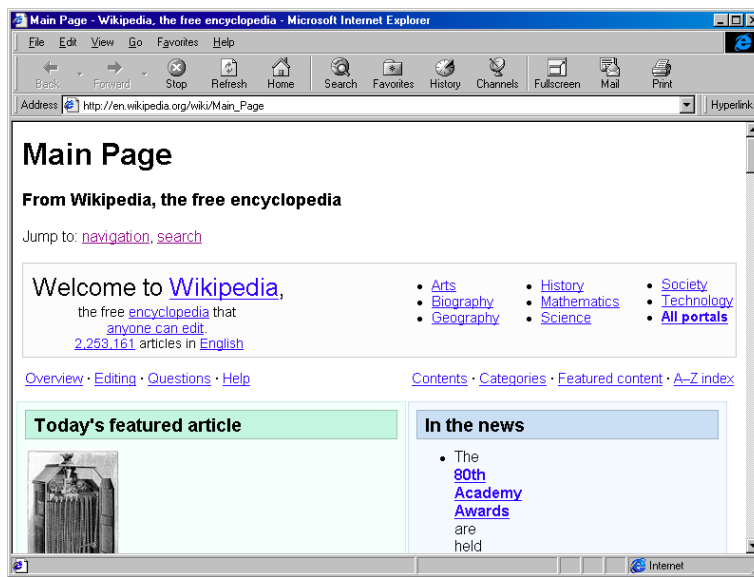 Main Page - Wikipedia, the free encyclopedia - Microsoft Internet Explorer
File Edit View Go Favorites Help
Back Forward Stop Refresh Home Search Favorites History Channels Fullscreen Mail Print
Address http://en.wikipedia.org/wiki/Main_Page Hyperlink
Main Page
From Wikipedia, the free encyclopedia
Jump to: navigation, search
Welcome to Wikipedia,
the free encyclopedia that
anyone can edit.
2,253,161 articles in English
• Arts
• Biography
• Geography
• History
• Mathematics
• Science
• Society
• Technology
• All portals
Overview · Editing · Questions · Help
Contents · Categories · Featured content · A–Z index
Today's featured article
In the news
• The
80th
Academy
Awards
are
held
Internet